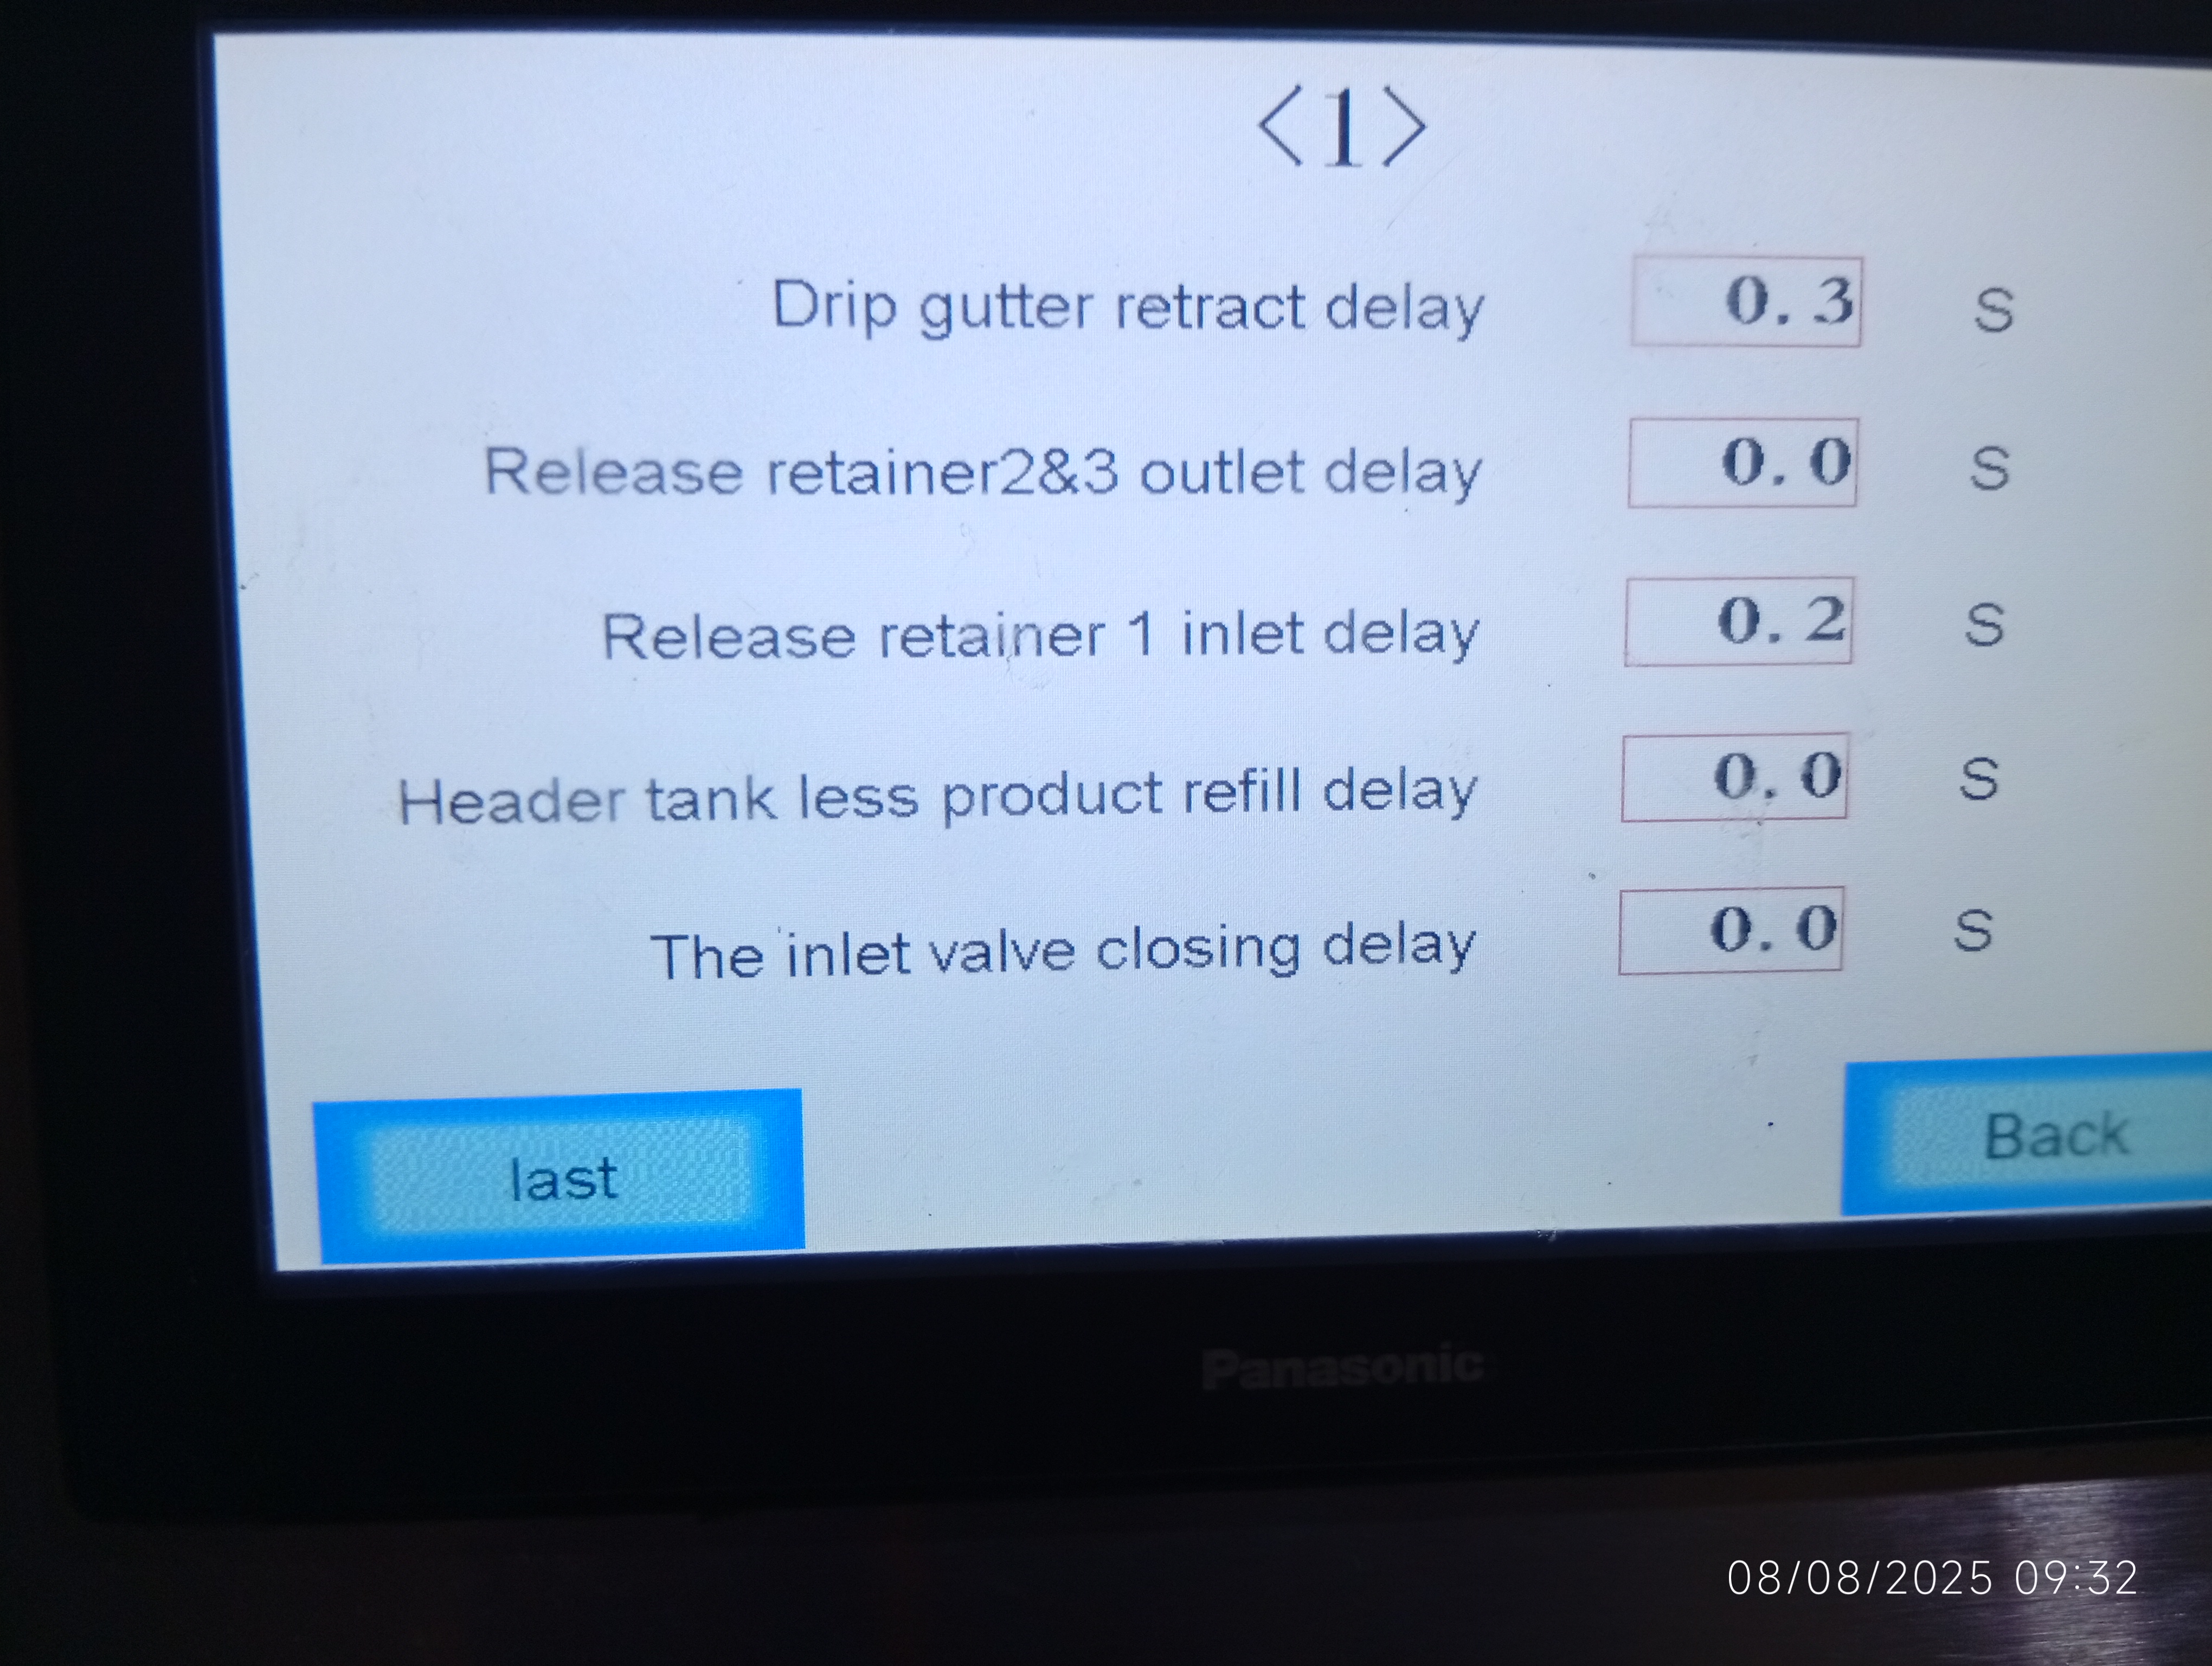 <1>
Drip gutter retract delay 0.3 S
Release retainer2&3 outlet delay 0.0 S
Release retainer 1 inlet delay 0.2 S
Header tank less product refill delay 0.0 S
The inlet valve closing delay 0.0 S
last Back
Panasonic
08/08/2025 09:32